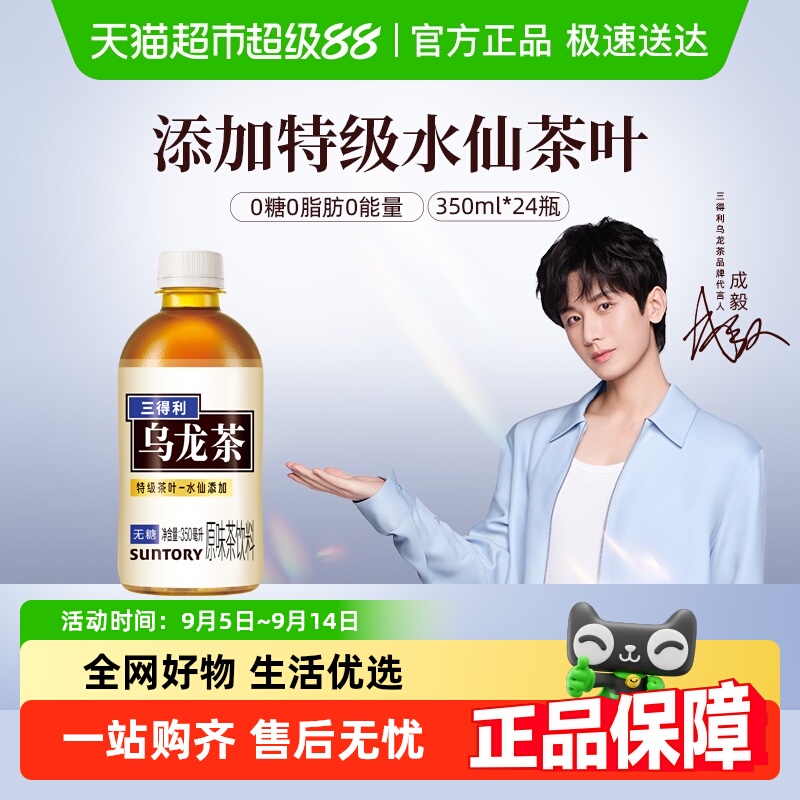 天猫超市超级88 官方正品 极速送达
添加特级水仙茶叶
0糖0脂肪0能量 350ml*24瓶
三得利乌龙茶品牌代言人
成毅
三得利
乌龙茶
特级茶叶-水仙添加
无糖 净含量:350毫升
SUNTORY 原味茶饮料
活动时间：9月5日~9月14日
全网好物 生活优选
一站购齐 售后无忧
正品保障